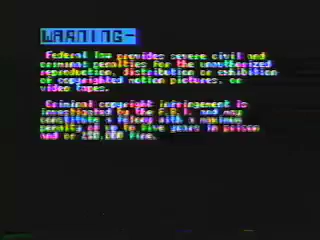 WARNING-
Federal law provides severe civil and
criminal penalties for the unauthorized
reproduction, distribution or exhibition
of copyrighted motion pictures, or
video tapes.
Criminal copyright infringement is
investigated by the F.B.I. and may
constitute a felony with a maximum
penalty of up to five years in prison
and or $250,000 fine.